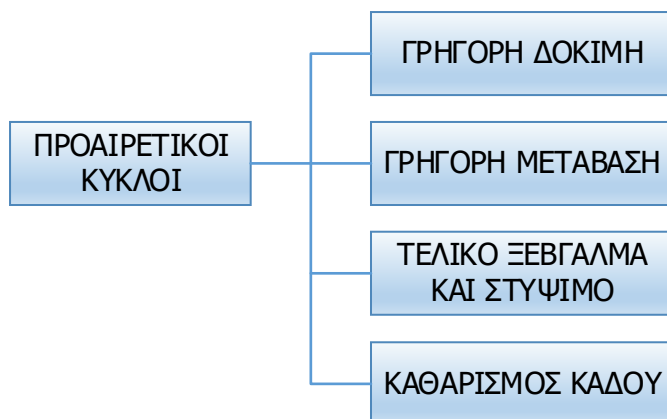 ΠΡΟΑΙΡΕΤΙΚΟΙ
ΚΥΚΛΟΙ
ΓΡΗΓΟΡΗ ΔΟΚΙΜΗ
ΓΡΗΓΟΡΗ ΜΕΤΑΒΑΣΗ
ΤΕΛΙΚΟ ΞΕΒΓΑΛΜΑ
ΚΑΙ ΣΤΥΨΙΜΟ
ΚΑΘΑΡΙΣΜΟΣ ΚΑΔΟΥ